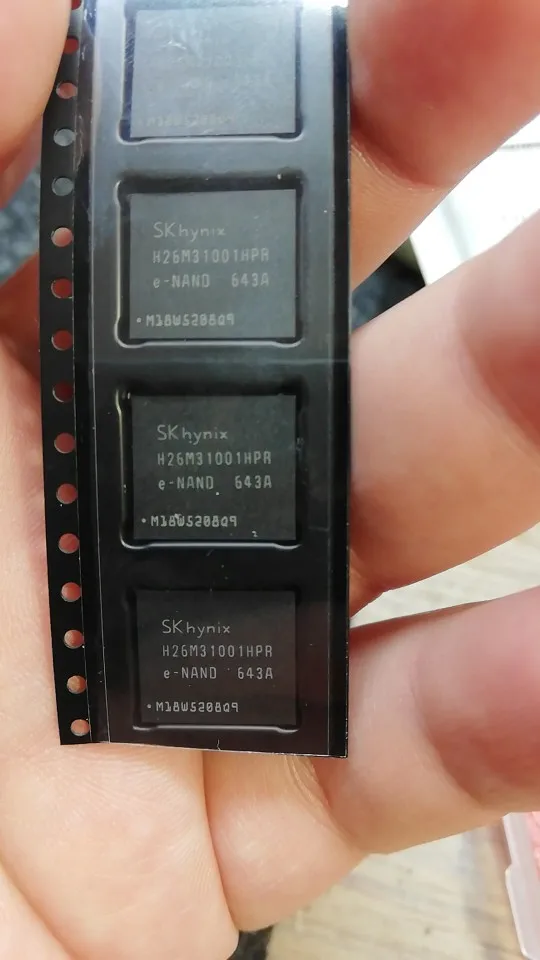 SK hynix
H26M31001HPR
e-NAND 643A
M18W5208Q9
SK hynix
H26M31001HPR
e-NAND 643A
M18W5208Q9
SK hynix
H26M31001HPR
e-NAND 643A
M18W5208Q9